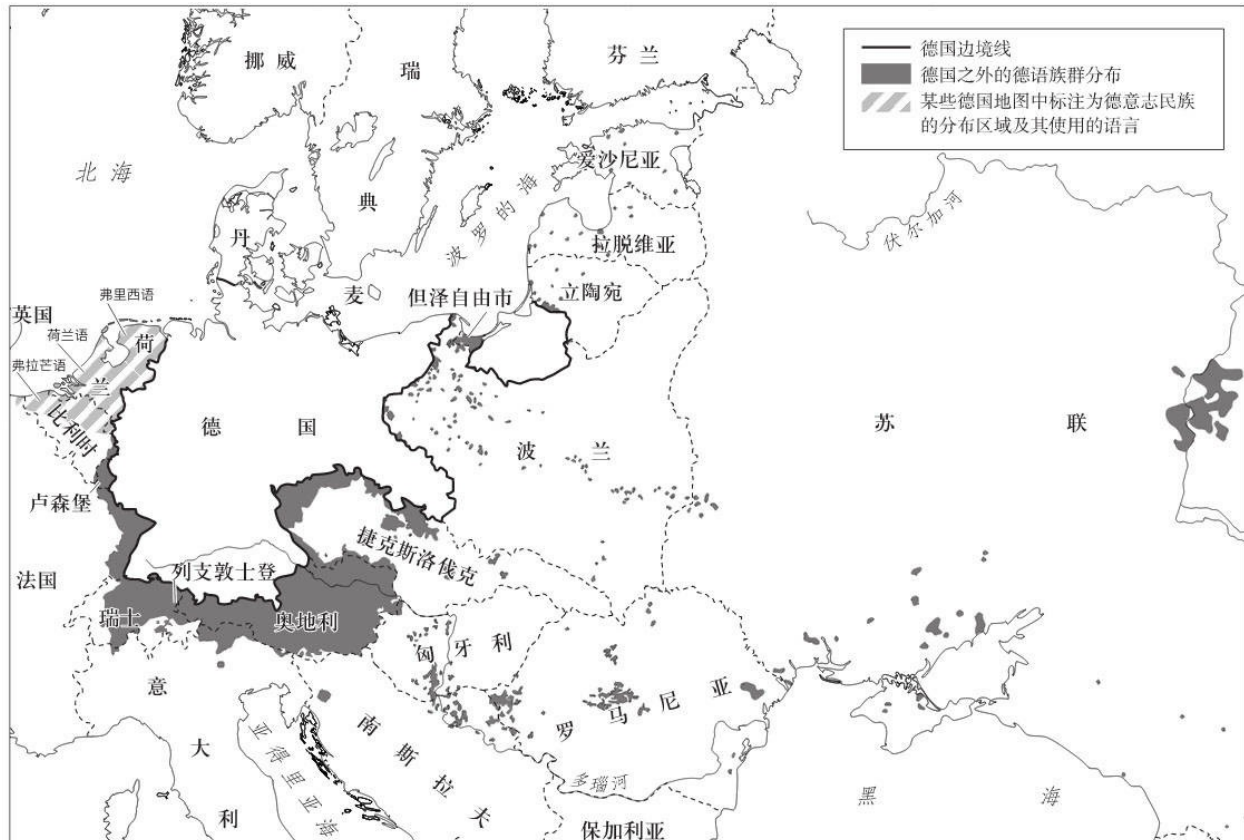 德国边境线
德国之外的德语族群分布
某些德国地图中标注为德意志民族
的分布区域及其使用的语言
挪威
瑞
芬兰
爱沙尼亚
北海
典
波罗的海
伏尔加河
丹
拉脱维亚
弗里西语
麦
但泽自由市
立陶宛
英国
荷兰语
荷
弗拉芒语
兰
比利时
德国
波兰
苏联
卢森堡
捷克斯洛伐克
法国
列支敦士登
瑞士
奥地利
匈牙利
意
罗马尼亚
南斯拉夫
大
亚得里亚海
多瑙河
黑海
利
保加利亚